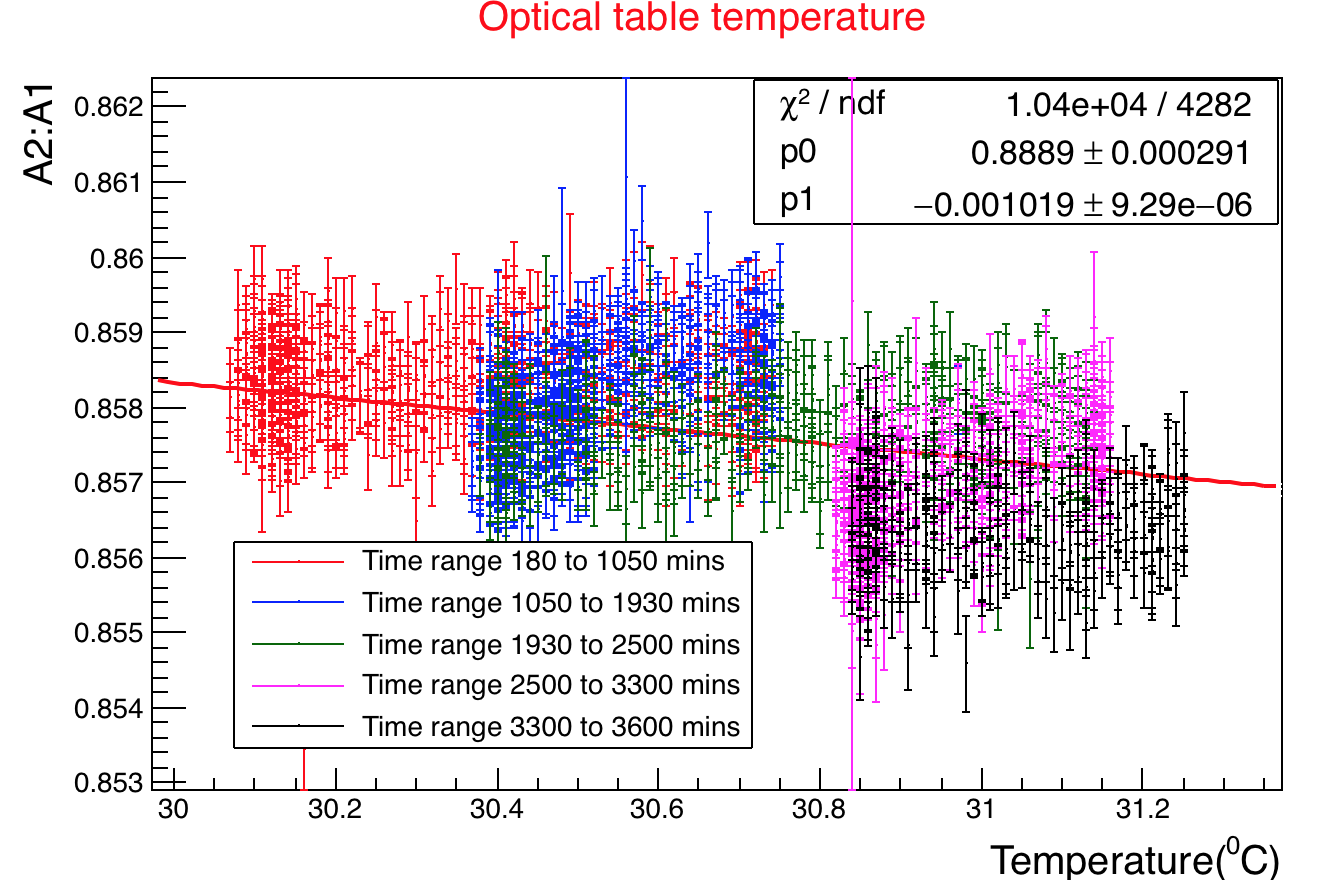 Optical table temperature
A2:A1
0.862
0.861
0.86
0.859
0.858
0.857
0.856
0.855
0.854
0.853
χ² / ndf 1.04e+04 / 4282
p0 0.8889 ± 0.000291
p1 −0.001019 ± 9.29e−06
Time range 180 to 1050 mins
Time range 1050 to 1930 mins
Time range 1930 to 2500 mins
Time range 2500 to 3300 mins
Time range 3300 to 3600 mins
30 30.2 30.4 30.6 30.8 31 31.2
Temperature(⁰C)